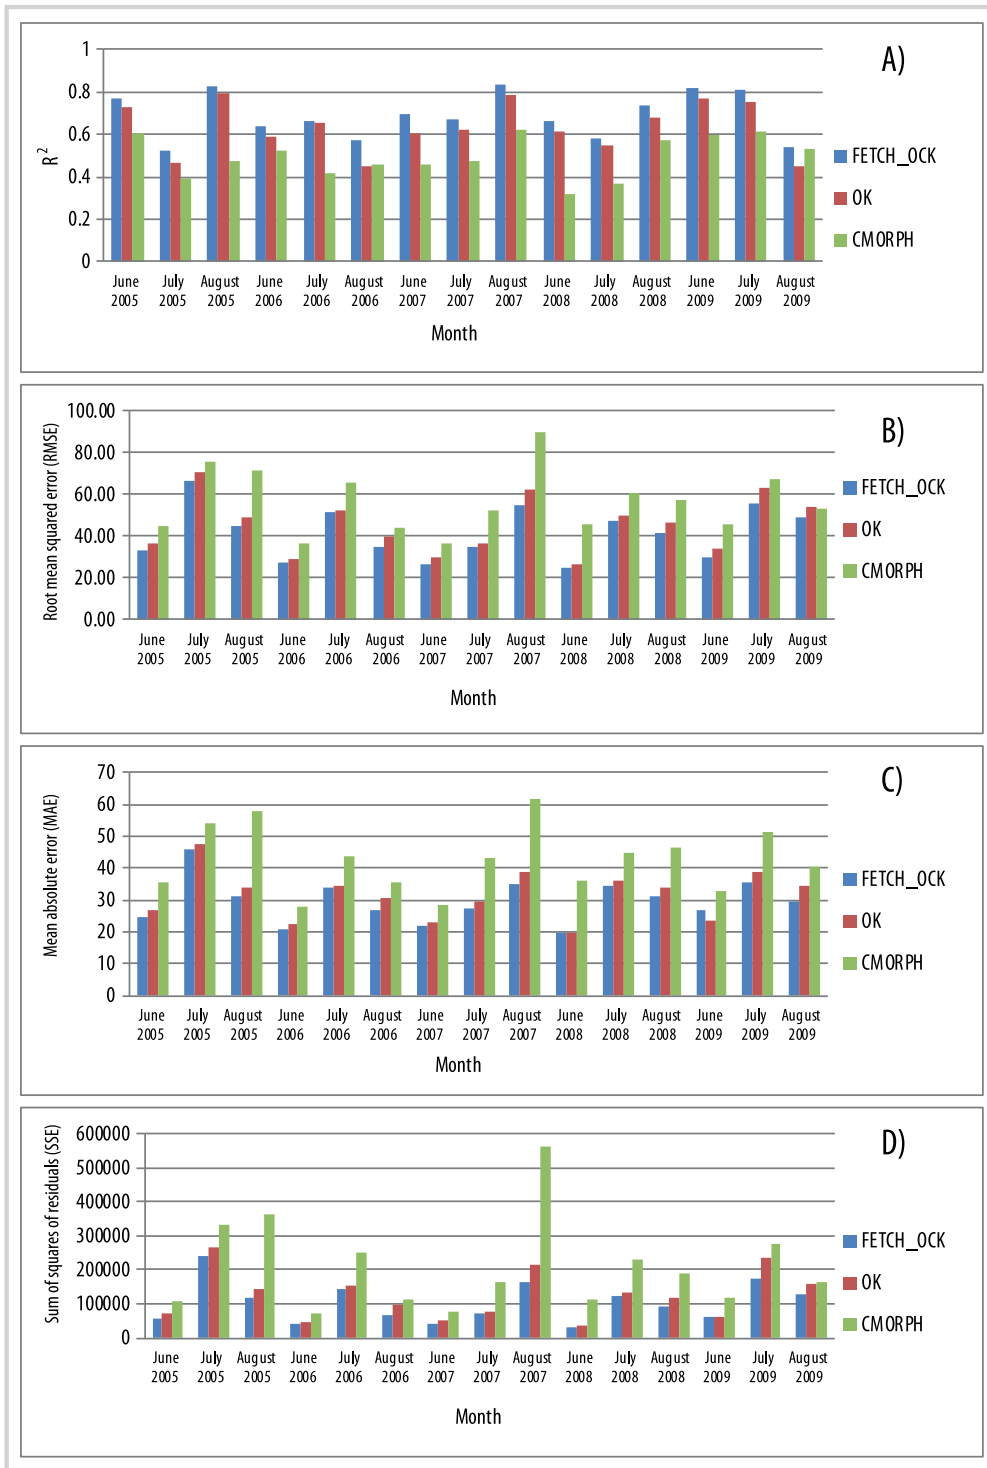 A)
R²
1
0.8
0.6
0.4
0.2
0
June 2005
July 2005
August 2005
June 2006
July 2006
August 2006
June 2007
July 2007
August 2007
June 2008
July 2008
August 2008
June 2009
July 2009
August 2009
Month
FETCH_OCK
OK
CMORPH
B)
Root mean squared error (RMSE)
100.00
80.00
60.00
40.00
20.00
0.00
June 2005
July 2005
August 2005
June 2006
July 2006
August 2006
June 2007
July 2007
August 2007
June 2008
July 2008
August 2008
June 2009
July 2009
August 2009
Month
FETCH_OCK
OK
CMORPH
C)
Mean absolute error (MAE)
70
60
50
40
30
20
10
0
June 2005
July 2005
August 2005
June 2006
July 2006
August 2006
June 2007
July 2007
August 2007
June 2008
July 2008
August 2008
June 2009
July 2009
August 2009
Month
FETCH_OCK
OK
CMORPH
D)
Sum of squares of residuals (SSE)
600000
500000
400000
300000
200000
100000
0
June 2005
July 2005
August 2005
June 2006
July 2006
August 2006
June 2007
July 2007
August 2007
June 2008
July 2008
August 2008
June 2009
July 2009
August 2009
Month
FETCH_OCK
OK
CMORPH